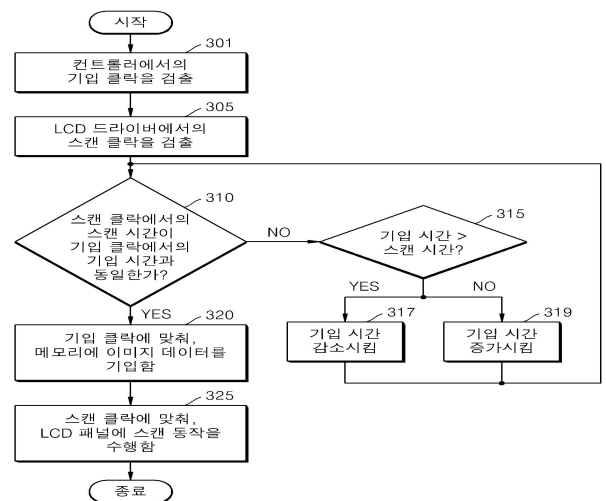 시작
301
컨트롤러에서의
기입 클락을 검출
305
LCD 드라이버에서의
스캔 클락을 검출
310
스캔 클락에서의
스캔 시간이
기입 클락에서의
기입 시간과
동일한가?
NO
315
기입 시간 >
스캔 시간?
YES
NO
317
기입 시간
감소시킴
319
기입 시간
증가시킴
YES
320
기입 클락에 맞춰,
메모리에 이미지 데이터를
기입함
325
스캔 클락에 맞춰,
LCD 패널에 스캔 동작을
수행함
종료